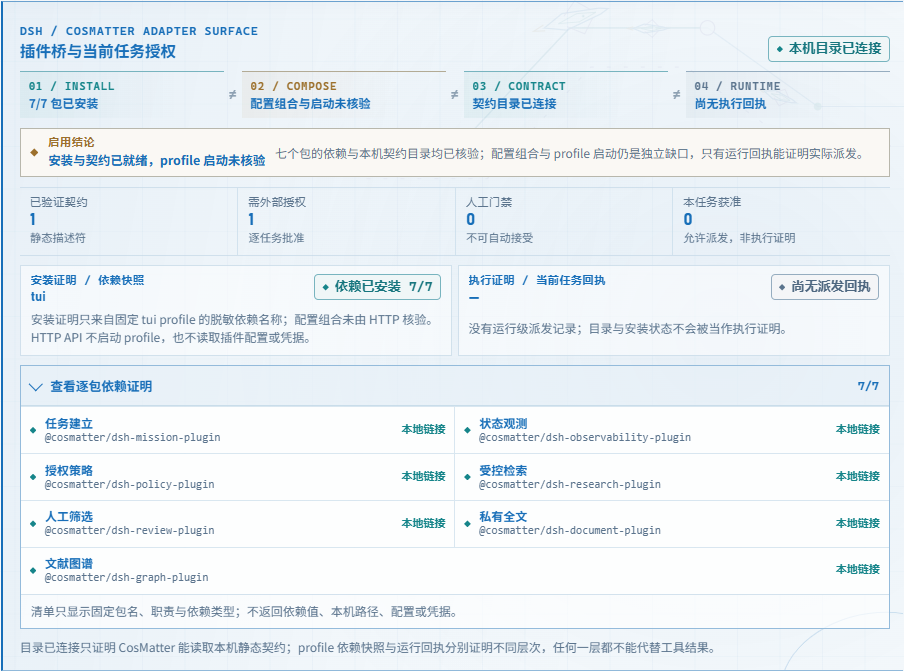 DSH / COSMATTER ADAPTER SURFACE
插件桥与当前任务授权
本机目录已连接
01 / INSTALL
7/7 包已安装
≠
02 / COMPOSE
配置组合与启动未核验
≠
03 / CONTRACT
契约目录已连接
≠
04 / RUNTIME
尚无执行回执
启用结论
安装与契约已就绪，profile 启动未核验
七个包的依赖与本机契约目录均已核验；配置组合与 profile 启动仍是独立缺口，只有运行回执能证明实际派发。
已验证契约
1
静态描述符
需外部授权
1
逐任务批准
人工门禁
0
不可自动接受
本任务获准
0
允许派发，非执行证明
安装证明 / 依赖快照
tui
依赖已安装 7/7
安装证明只来自固定 tui profile 的脱敏依赖名称；配置组合未由 HTTP 核验。
HTTP API 不启动 profile，也不读取插件配置或凭据。
执行证明 / 当前任务回执
—
尚无派发回执
没有运行级派发记录；目录与安装状态不会被当作执行证明。
查看逐包依赖证明
7/7
任务建立
@cosmatter/dsh-mission-plugin
本地链接
状态观测
@cosmatter/dsh-observability-plugin
本地链接
授权策略
@cosmatter/dsh-policy-plugin
本地链接
受控检索
@cosmatter/dsh-research-plugin
本地链接
人工筛选
@cosmatter/dsh-review-plugin
本地链接
私有全文
@cosmatter/dsh-document-plugin
本地链接
文献图谱
@cosmatter/dsh-graph-plugin
本地链接
清单只显示固定包名、职责与依赖类型；不返回依赖值、本机路径、配置或凭据。
目录已连接只证明 CosMatter 能读取本机静态契约；profile 依赖快照与运行回执分别证明不同层次，任何一层都不能代替工具结果。